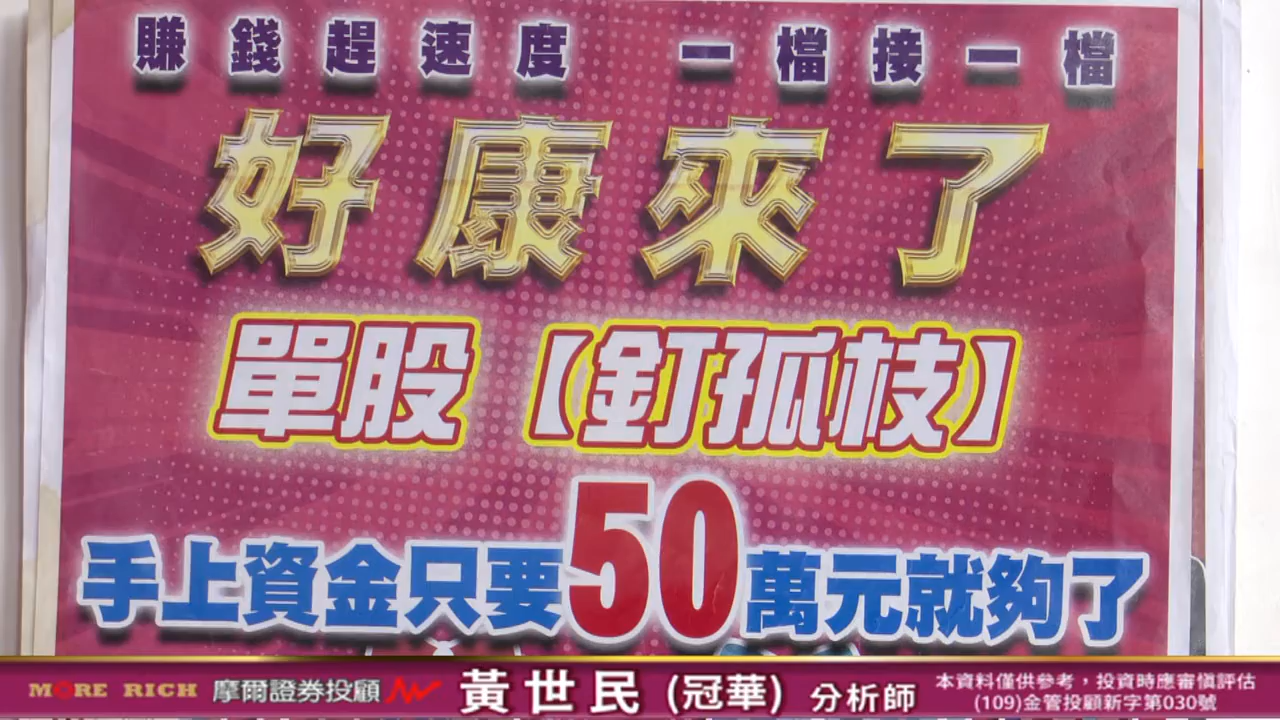 賺錢趕速度 一檔接一檔
好康來了
單股【釘孤枝】
手上資金只要50萬元就夠了
MORE RICH 摩爾證券投顧 黃世民(冠華) 分析師
本資料僅供參考，投資時應審慎評估
(109)金管投顧新字第030號